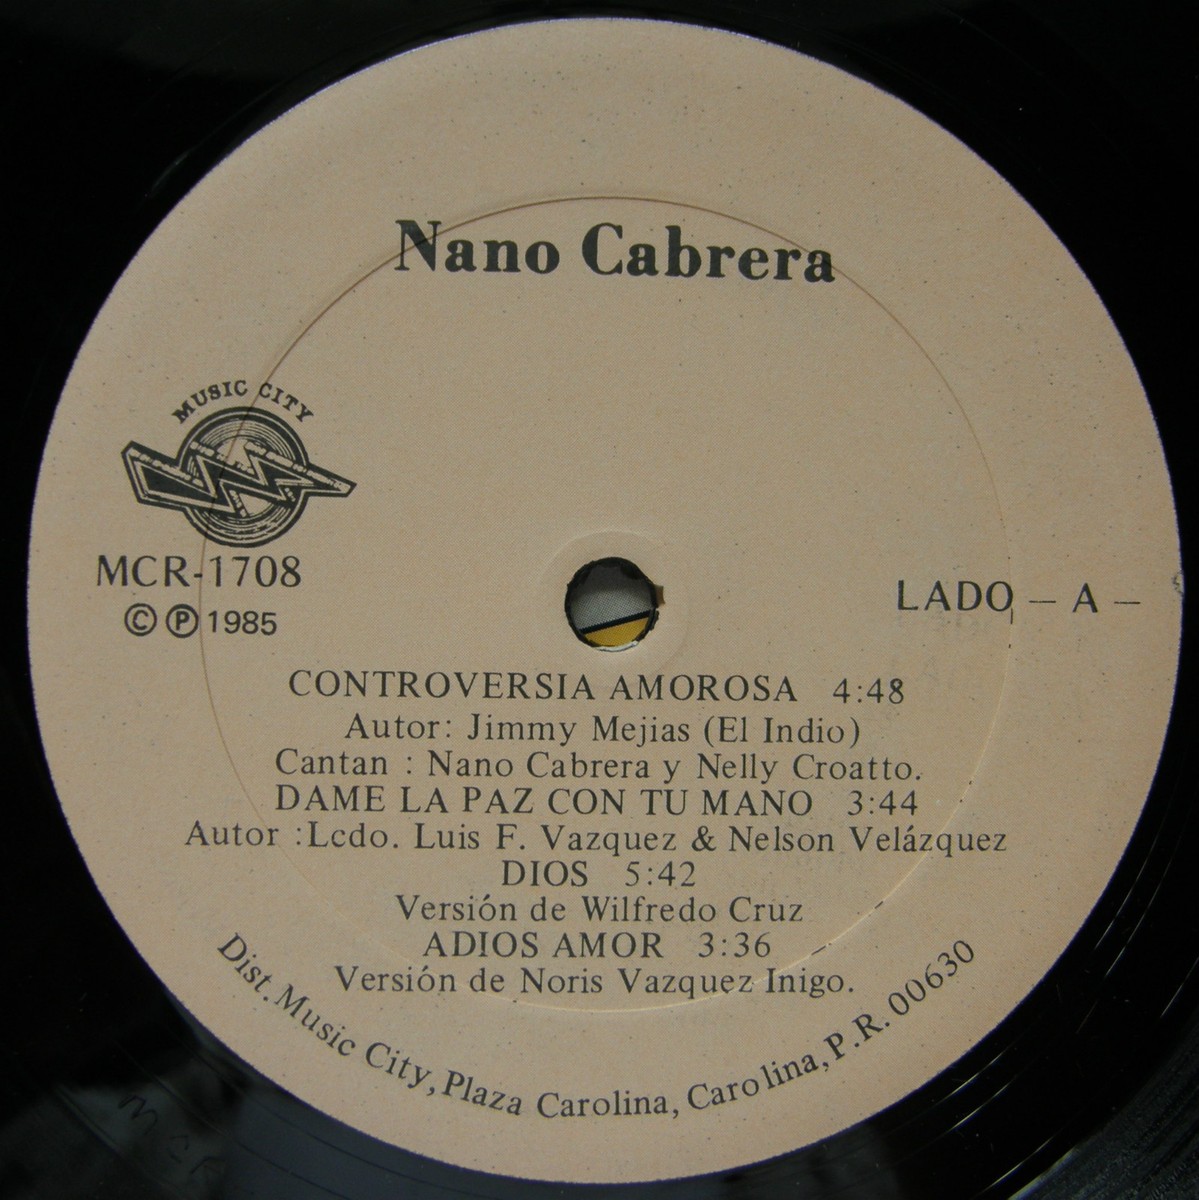 Nano Cabrera
MUSIC CITY
MCR-1708
© ℗ 1985
LADO - A -
CONTROVERSIA AMOROSA 4:48
Autor: Jimmy Mejias (El Indio)
Cantan : Nano Cabrera y Nelly Croatto.
DAME LA PAZ CON TU MANO 3:44
Autor :Lcdo. Luis F. Vazquez & Nelson Velázquez
DIOS 5:42
Versión de Wilfredo Cruz
ADIOS AMOR 3:36
Versión de Noris Vazquez Inigo.
Dist. Music City, Plaza Carolina, Carolina, P.R. 00630